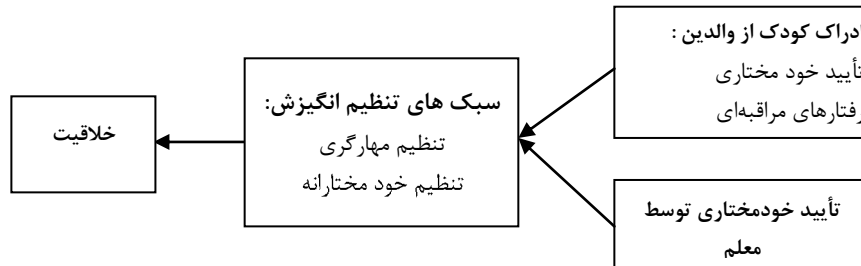 ادراک کودک از والدین :
تأیید خود مختاری
رفتارهای مراقبه‌ای
تأیید خودمختاری توسط
معلم
سبک های تنظیم انگیزش:
تنظیم مهارگری
تنظیم خود مختارانه
خلاقیت